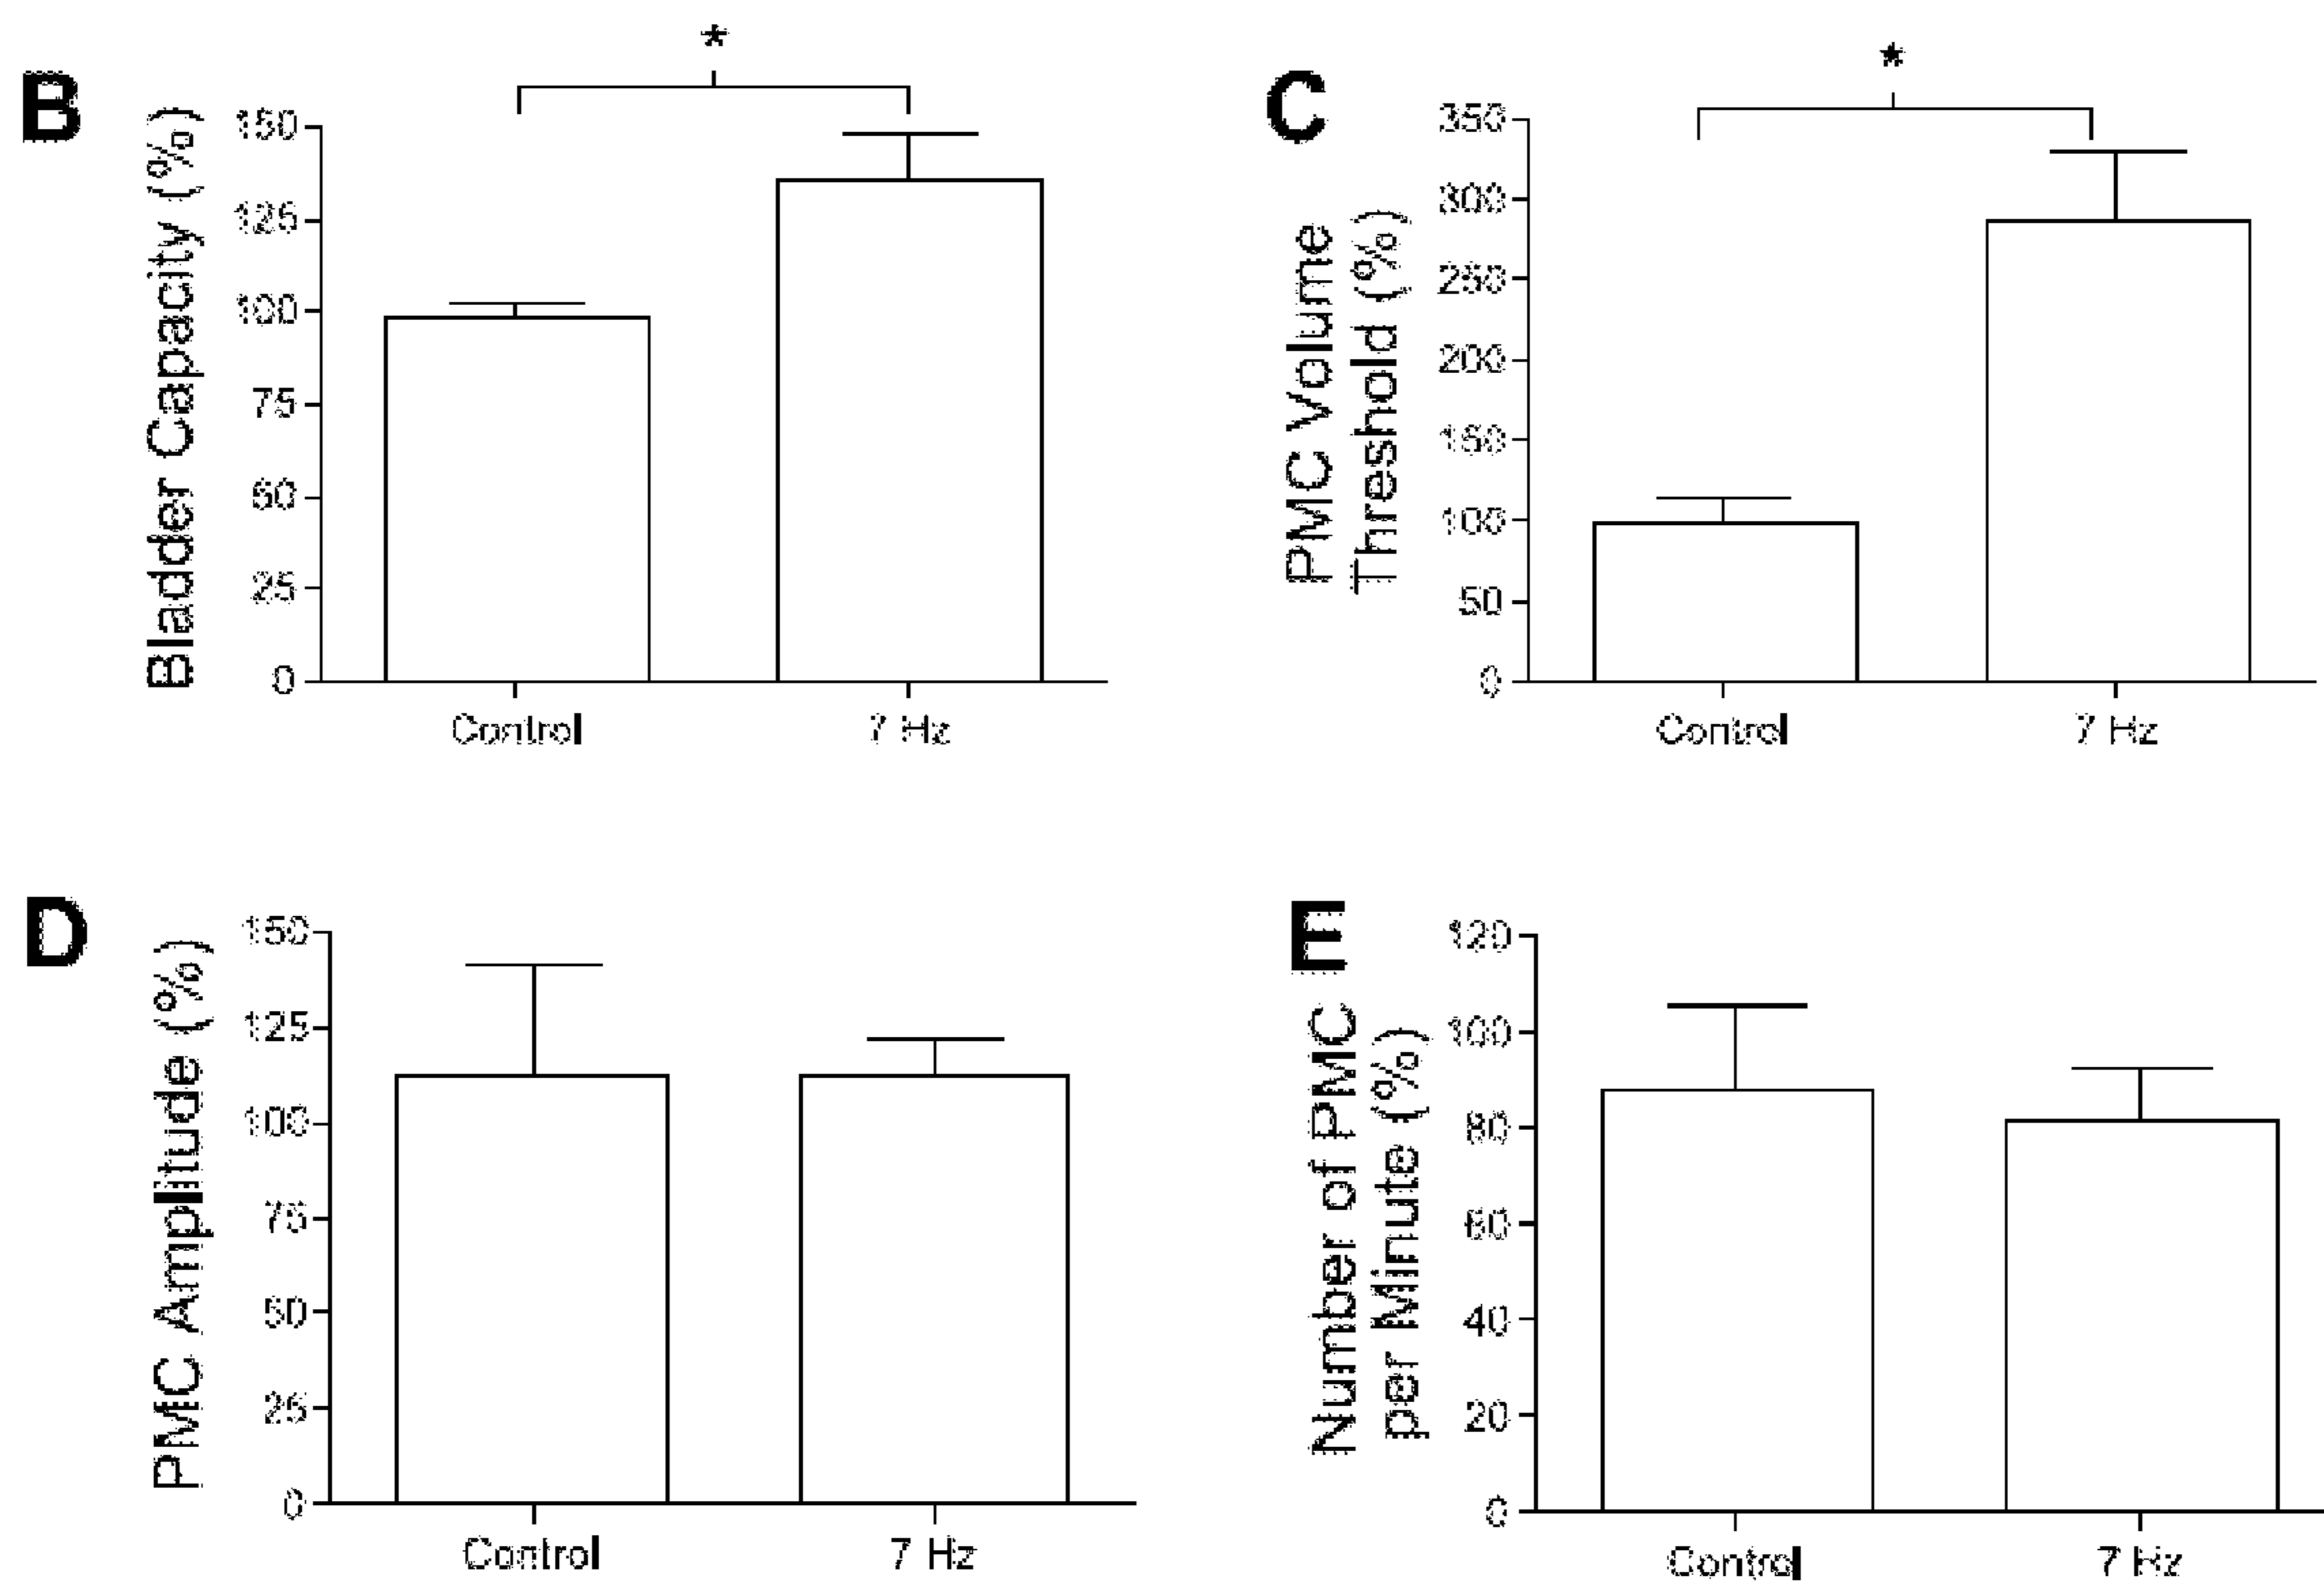 B
*
Bladder Capacity (%)
150
125
100
75
50
25
0
Control
7 Hz
C
*
PMC Volume
Threshold (%)
350
300
250
200
150
100
50
0
Control
7 Hz
D
PMC Amplitude (%)
150
125
100
75
50
25
0
Control
7 Hz
E
Number of PMC
per Minute (%)
120
100
80
60
40
20
0
Control
7 Hz